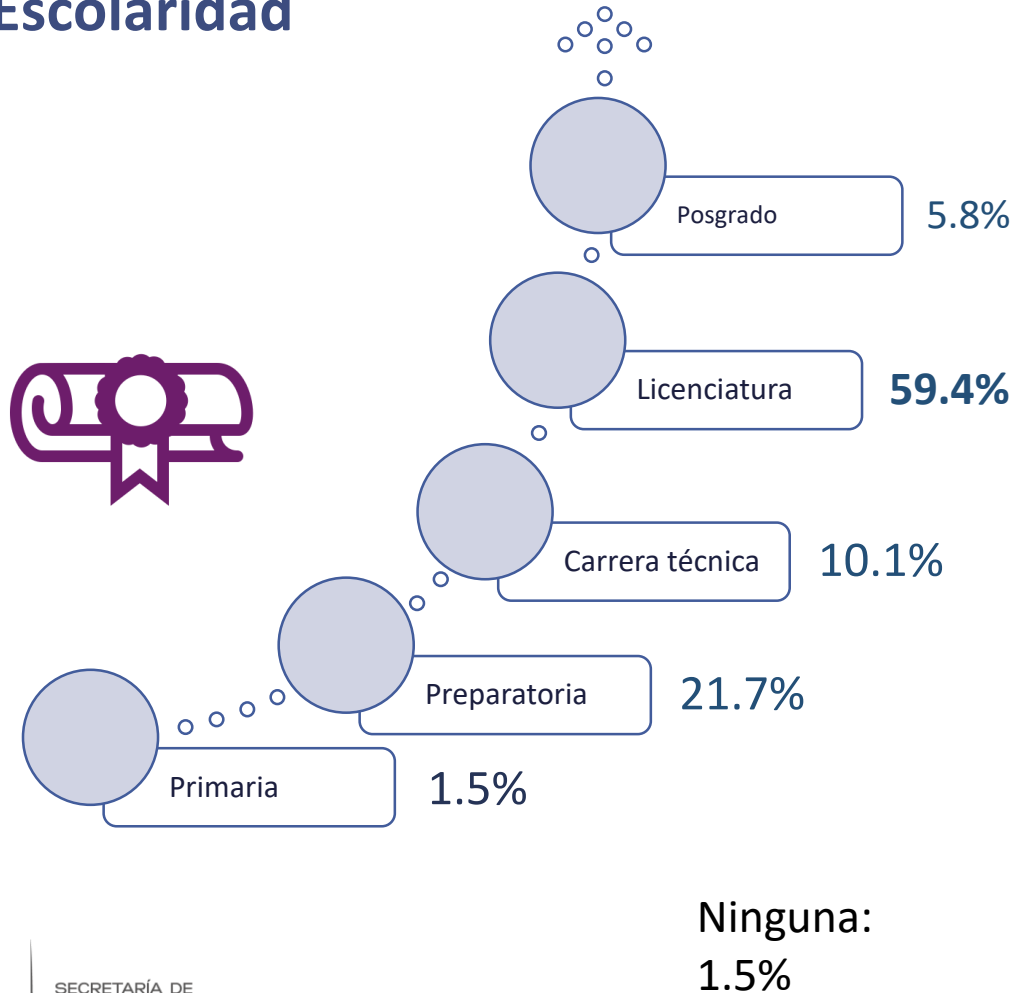 Escolaridad
Posgrado
5.8%
Licenciatura
59.4%
Carrera técnica
10.1%
Preparatoria
21.7%
Primaria
1.5%
Ninguna:
1.5%
SECRETARÍA DE